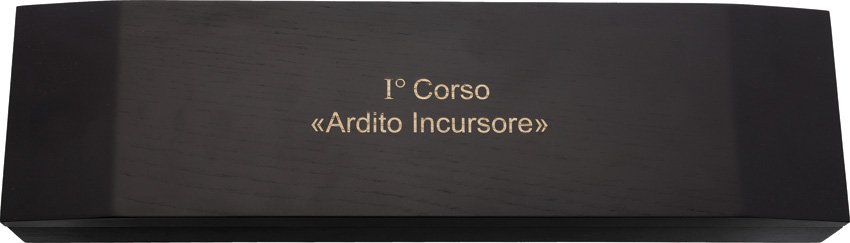 I° Corso
«Ardito Incursore»